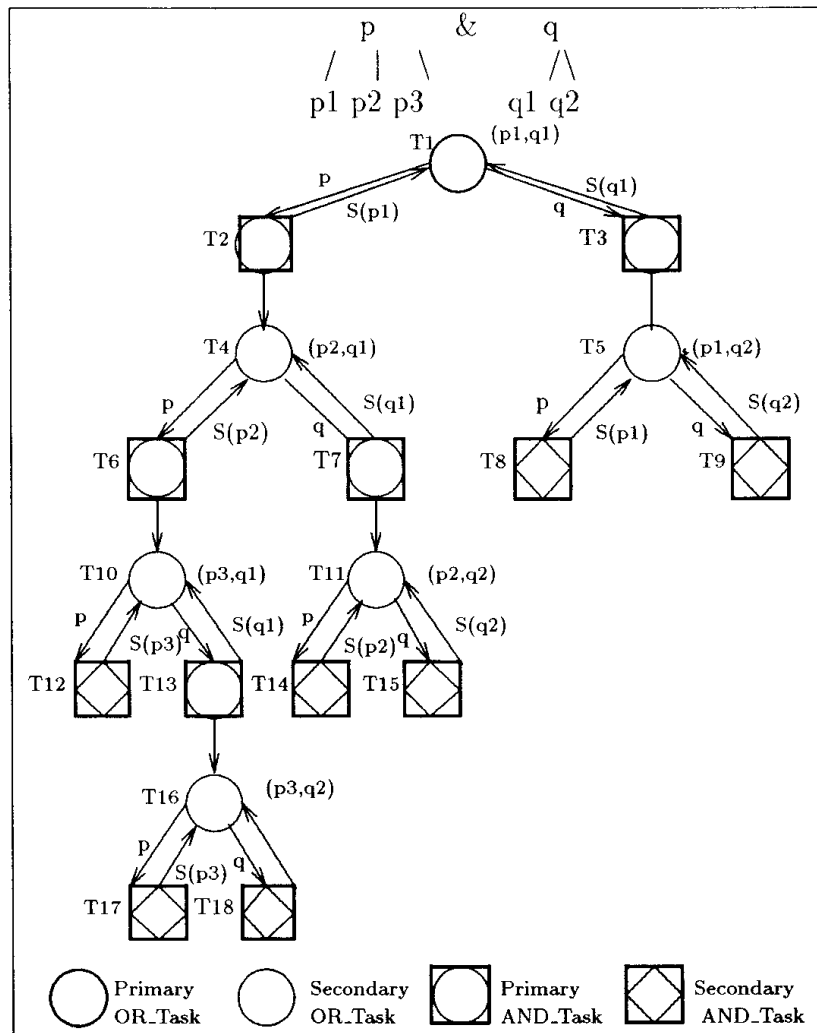 p & q
p1 p2 p3 q1 q2
T1 (p1,q1)
p S(q1)
S(p1) q
T2 T3
T4 (p2,q1) T5 (p1,q2)
p S(q1) p S(q2)
S(p2) q S(p1) q
T6 T7 T8 T9
T10 (p3,q1) T11 (p2,q2)
p S(q1) p S(q2)
S(p3) q S(p2) q
T12 T13 T14 T15
T16 (p3,q2)
p
S(p3) q
T17 T18
Primary Secondary Primary Secondary
OR_Task OR_Task AND_Task AND_Task